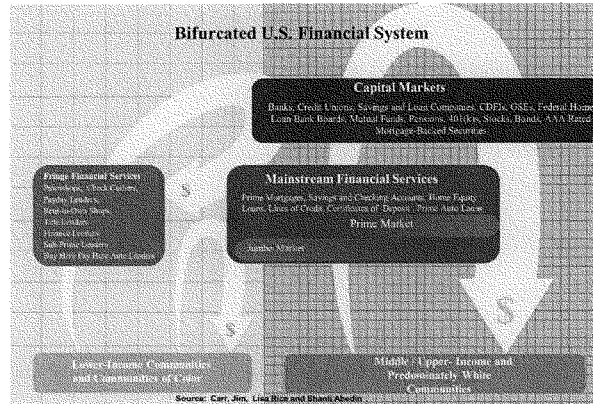 Bifurcated U.S. Financial System
Capital Markets
Banks, Credit Unions, Savings and Loan Companies, CDFIs, GSEs, Federal Home
Loan Bank Boards, Mutual Funds, Pensions, 401(k)s, Stocks, Bonds, AAA Rated
Mortgage-Backed Securities
Fringe Financial Services
Pawnshops, Check Cashers,
Payday Lenders,
Rent-to-Own Shops,
Title Lenders
Finance Lenders
Sub-Prime Lenders
Buy Here Pay Here Auto Lenders
$
Mainstream Financial Services
Prime Mortgages, Savings and Checking Accounts, Home Equity
Loans, Lines of Credit, Certificates of Deposit, Prime Auto Loans
Prime Market
Jumbo Market
$
$
Lower-Income Communities
and Communities of Color
Middle / Upper- Income and
Predominately White
Communities
Source: Carr, Jim, Lisa Rice and Shanti Abedin